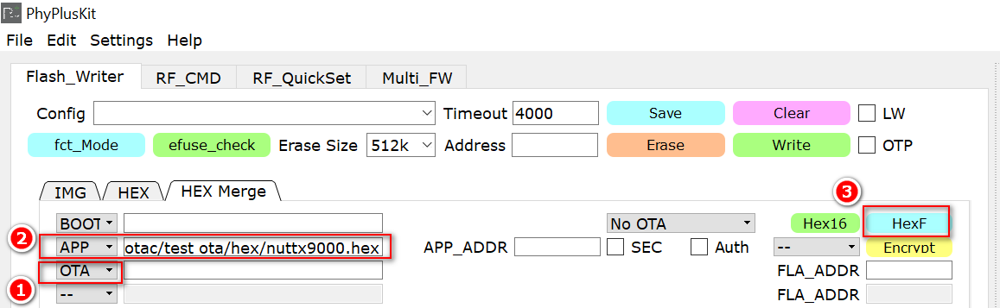 PhyPlusKit
File Edit Settings Help
Flash_Writer RF_CMD RF_QuickSet Multi_FW
Config Timeout 4000 Save Clear LW
fct_Mode efuse_check Erase Size 512k Address Erase Write OTP
IMG HEX HEX Merge 3
BOOT No OTA Hex16 HexF
2 APP otac/test ota/hex/nuttx9000.hex APP_ADDR SEC Auth -- Encrypt
OTA FLA_ADDR
1 -- FLA_ADDR